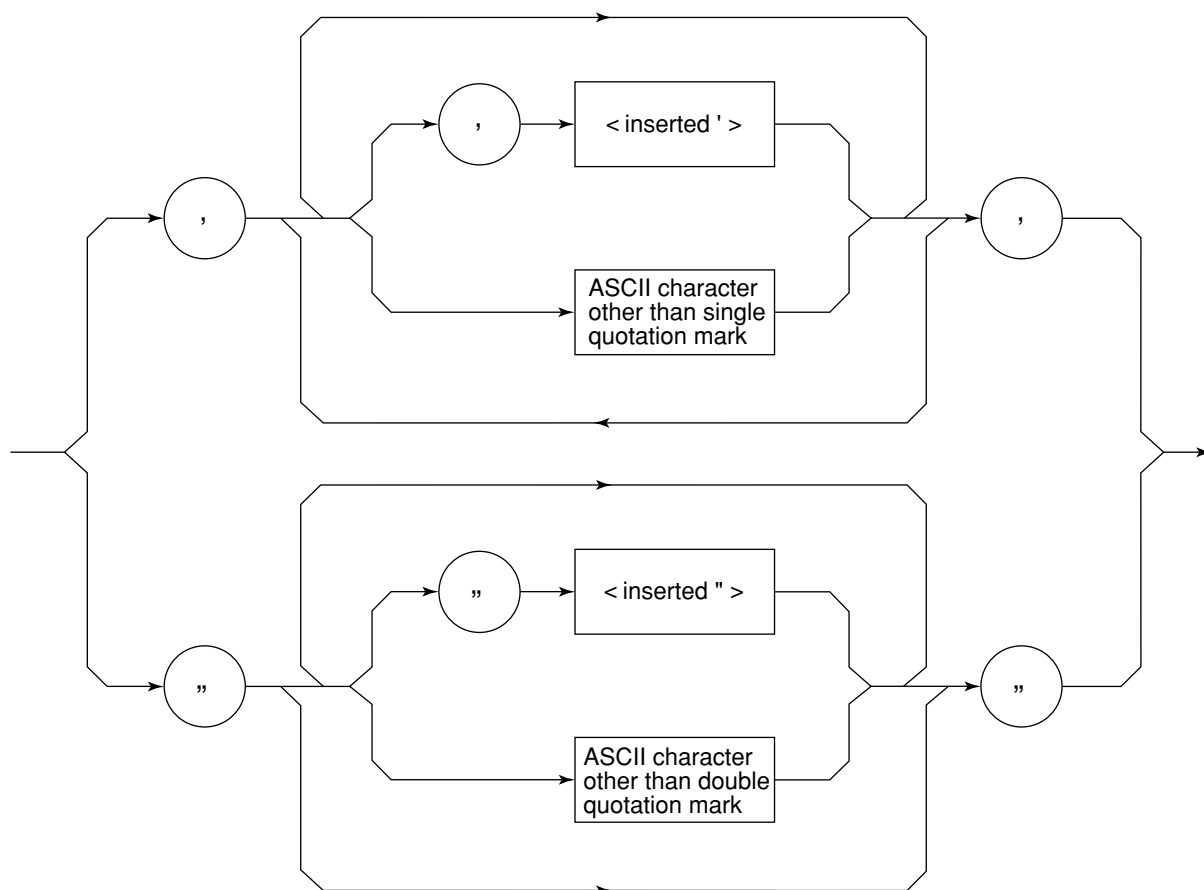 ,
< inserted ' >
,
,
ASCII character
other than single
quotation mark
„
< inserted " >
„
„
ASCII character
other than double
quotation mark